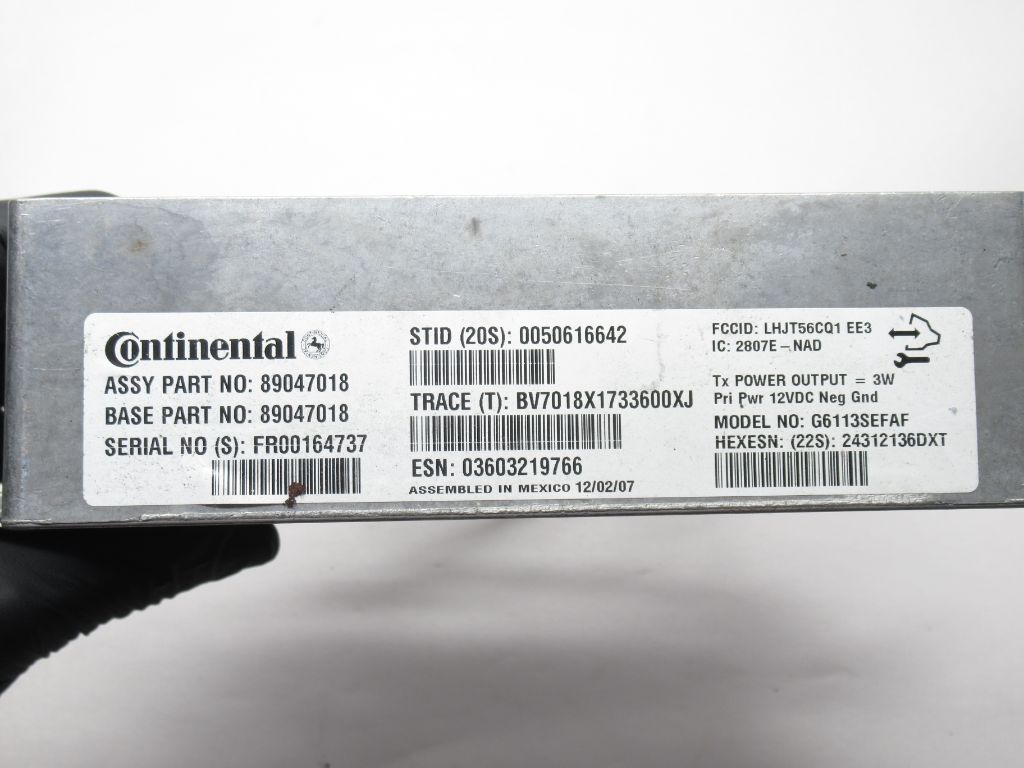 Continental
ASSY PART NO: 89047018
BASE PART NO: 89047018
SERIAL NO (S): FR00164737
STID (20S): 0050616642
TRACE (T): BV7018X1733600XJ
ESN: 03603219766
ASSEMBLED IN MEXICO 12/02/07
FCCID: LHJT56CQ1 EE3
IC: 2807E-NAD
Tx POWER OUTPUT = 3W
Pri Pwr 12VDC Neg Gnd
MODEL NO: G6113SEFAF
HEXESN: (22S): 24312136DXT